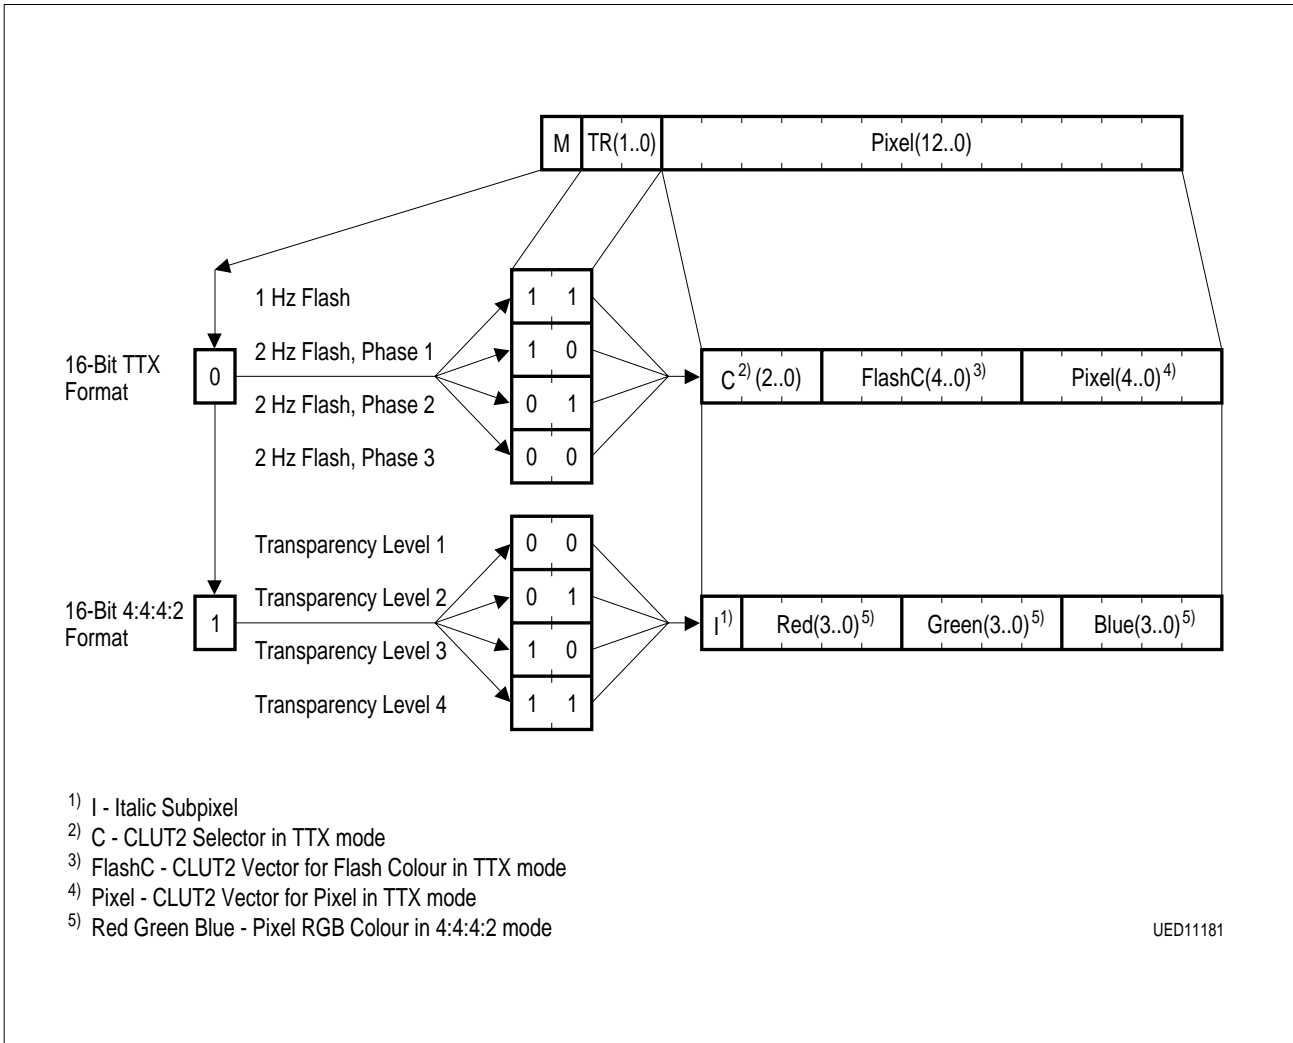 M TR(1..0) Pixel(12..0)
1 Hz Flash 1 1
2 Hz Flash, Phase 1 1 0
16-Bit TTX
Format
0
C2) (2..0) FlashC(4..0)3) Pixel(4..0)4)
2 Hz Flash, Phase 2 0 1
2 Hz Flash, Phase 3 0 0
Transparency Level 1 0 0
Transparency Level 2 0 1
16-Bit 4:4:4:2
Format
1
I1) Red(3..0)5) Green(3..0)5) Blue(3..0)5)
Transparency Level 3 1 0
Transparency Level 4 1 1
1) I - Italic Subpixel
2) C - CLUT2 Selector in TTX mode
3) FlashC - CLUT2 Vector for Flash Colour in TTX mode
4) Pixel - CLUT2 Vector for Pixel in TTX mode
5) Red Green Blue - Pixel RGB Colour in 4:4:4:2 mode
UED11181